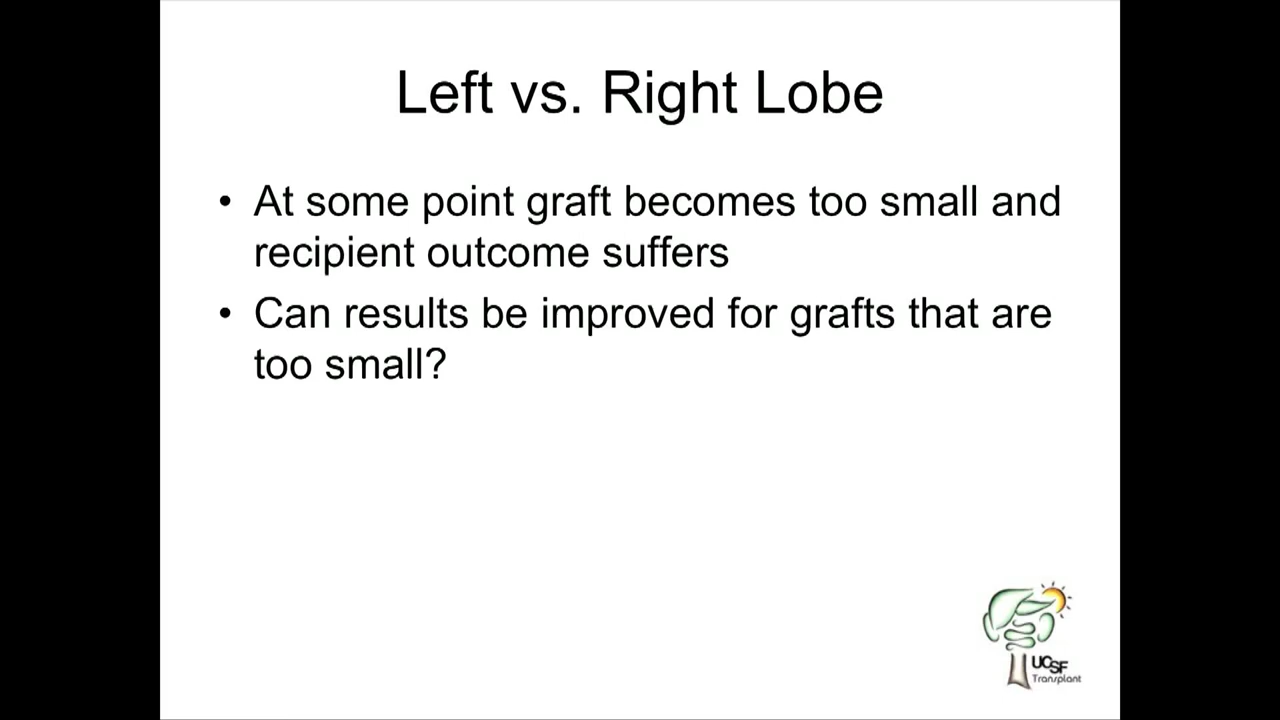 Left vs. Right Lobe
• At some point graft becomes too small and
recipient outcome suffers
• Can results be improved for grafts that are
too small?
UCSF
Transplant